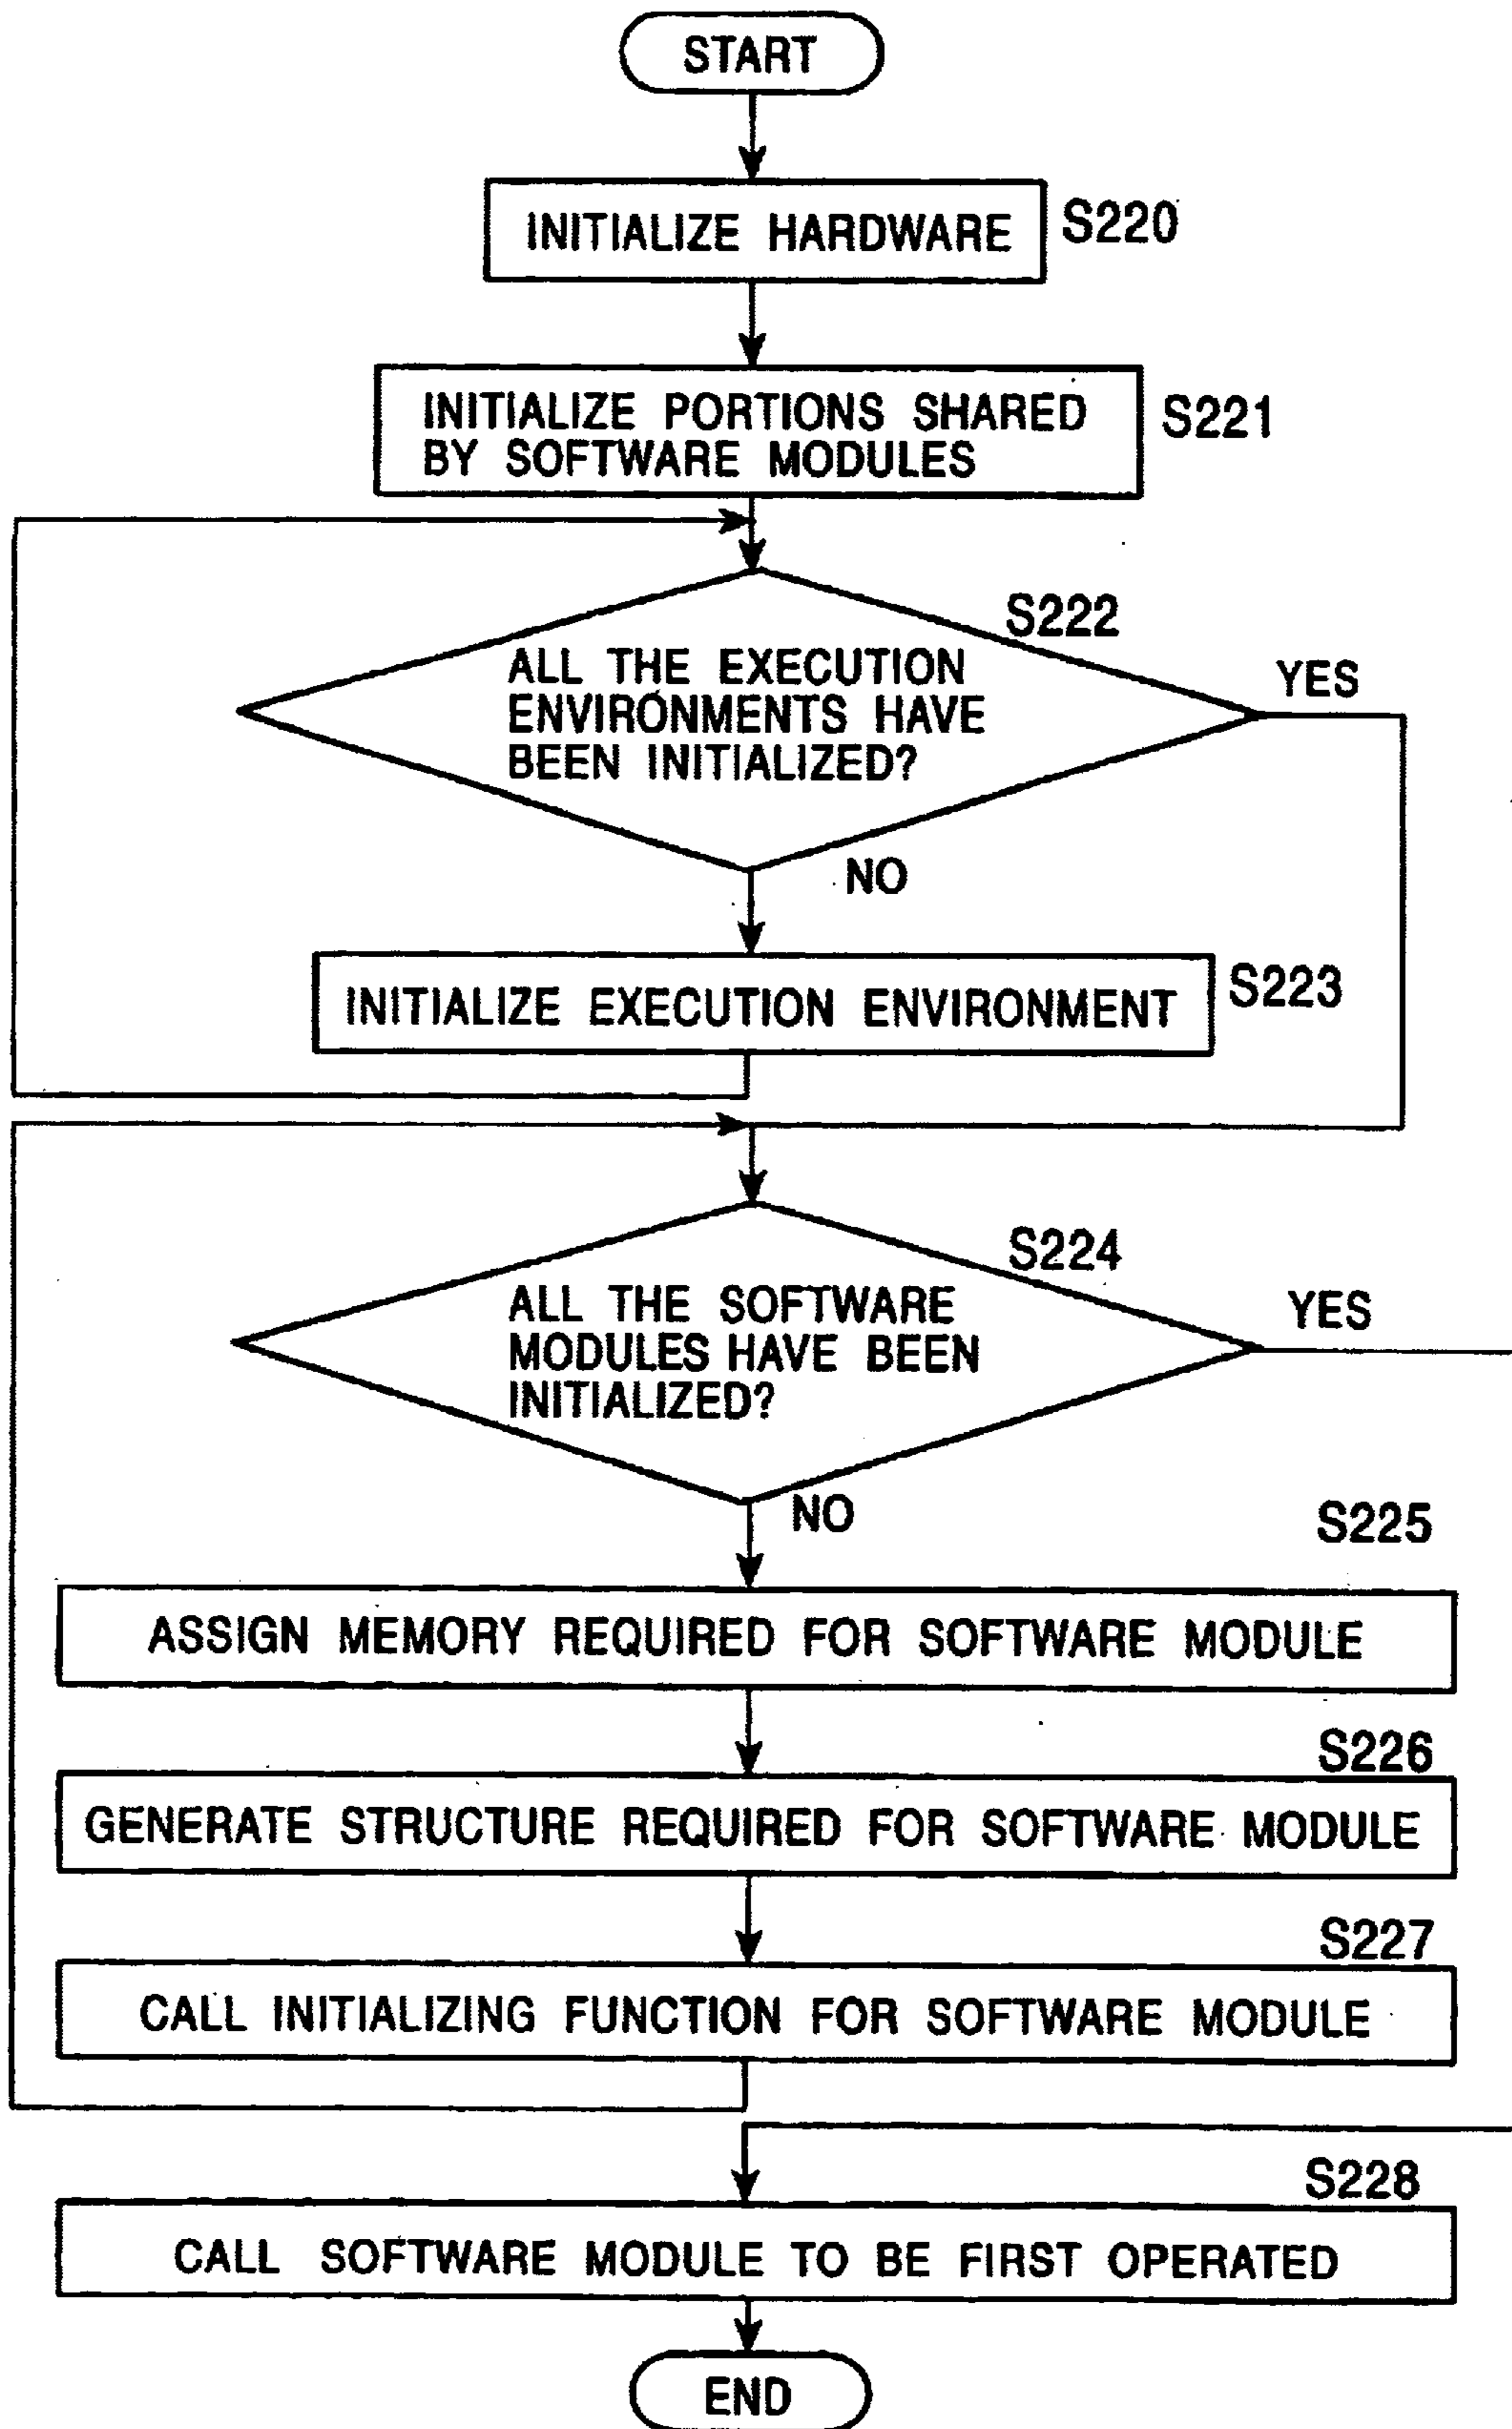 START
INITIALIZE HARDWARE
S220
INITIALIZE PORTIONS SHARED
BY SOFTWARE MODULES
S221
S222
ALL THE EXECUTION
ENVIRONMENTS HAVE
BEEN INITIALIZED?
YES
NO
INITIALIZE EXECUTION ENVIRONMENT
S223
S224
ALL THE SOFTWARE
MODULES HAVE BEEN
INITIALIZED?
YES
NO
S225
ASSIGN MEMORY REQUIRED FOR SOFTWARE MODULE
S226
GENERATE STRUCTURE REQUIRED FOR SOFTWARE MODULE
S227
CALL INITIALIZING FUNCTION FOR SOFTWARE MODULE
S228
CALL SOFTWARE MODULE TO BE FIRST OPERATED
END